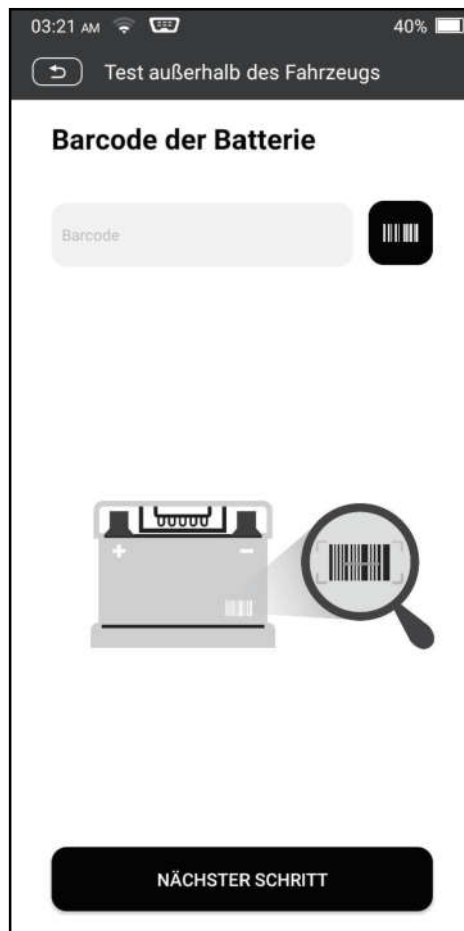 03:21 AM 40%
Test außerhalb des Fahrzeugs
Barcode der Batterie
Barcode
+ −
NÄCHSTER SCHRITT